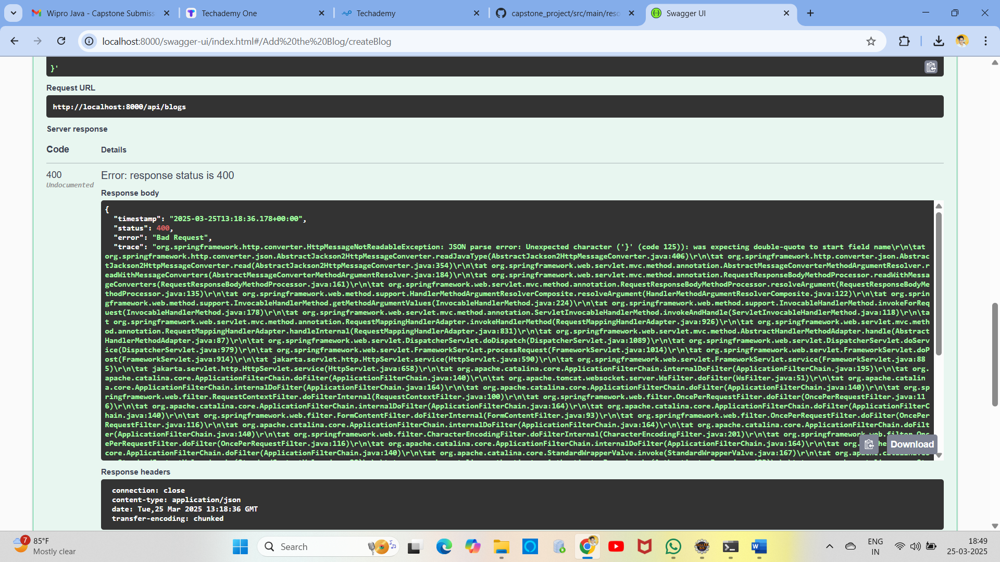 Wipro Java - Capstone Submiss
Techademy One
Techademy
capstone_project/src/main/reso
Swagger UI
localhost:8000/swagger-ui/index.html#/Add%20the%20Blog/createBlog
}'
Request URL
http://localhost:8000/api/blogs
Server response
Code Details
400 Error: response status is 400
Undocumented
Response body
{
"timestamp": "2025-03-25T13:18:36.178+00:00",
"status": 400,
"error": "Bad Request",
"trace": "org.springframework.http.converter.HttpMessageNotReadableException: JSON parse error: Unexpected character ('}' (code 125)): was expecting double-quote to start field name\r\n\tat
org.springframework.http.converter.json.AbstractJackson2HttpMessageConverter.readJavaType(AbstractJackson2HttpMessageConverter.java:406)\r\n\tat org.springframework.http.converter.json.Abstrac
tJackson2HttpMessageConverter.read(AbstractJackson2HttpMessageConverter.java:354)\r\n\tat org.springframework.web.servlet.mvc.method.annotation.AbstractMessageConverterMethodArgumentResolver.r
eadWithMessageConverters(AbstractMessageConverterMethodArgumentResolver.java:184)\r\n\tat org.springframework.web.servlet.mvc.method.annotation.RequestResponseBodyMethodProcessor.readWithMessa
geConverters(RequestResponseBodyMethodProcessor.java:161)\r\n\tat org.springframework.web.servlet.mvc.method.annotation.RequestResponseBodyMethodProcessor.resolveArgument(RequestResponseBodyMe
thodProcessor.java:135)\r\n\tat org.springframework.web.method.support.HandlerMethodArgumentResolverComposite.resolveArgument(HandlerMethodArgumentResolverComposite.java:122)\r\n\tat org.sprin
gframework.web.method.support.InvocableHandlerMethod.getMethodArgumentValues(InvocableHandlerMethod.java:224)\r\n\tat org.springframework.web.method.support.InvocableHandlerMethod.invokeForReq
uest(InvocableHandlerMethod.java:178)\r\n\tat org.springframework.web.servlet.mvc.method.annotation.ServletInvocableHandlerMethod.invokeAndHandle(ServletInvocableHandlerMethod.java:118)\r\n\ta
t org.springframework.web.servlet.mvc.method.annotation.RequestMappingHandlerAdapter.invokeHandlerMethod(RequestMappingHandlerAdapter.java:926)\r\n\tat org.springframework.web.servlet.mvc.meth
od.annotation.RequestMappingHandlerAdapter.handleInternal(RequestMappingHandlerAdapter.java:831)\r\n\tat org.springframework.web.servlet.mvc.method.AbstractHandlerMethodAdapter.handle(Abstract
HandlerMethodAdapter.java:87)\r\n\tat org.springframework.web.servlet.DispatcherServlet.doDispatch(DispatcherServlet.java:1089)\r\n\tat org.springframework.web.servlet.DispatcherServlet.doServ
ice(DispatcherServlet.java:979)\r\n\tat org.springframework.web.servlet.FrameworkServlet.processRequest(FrameworkServlet.java:1014)\r\n\tat org.springframework.web.servlet.FrameworkServlet.doP
ost(FrameworkServlet.java:914)\r\n\tat jakarta.servlet.http.HttpServlet.service(HttpServlet.java:590)\r\n\tat org.springframework.web.servlet.FrameworkServlet.service(FrameworkServlet.java:88
5)\r\n\tat jakarta.servlet.http.HttpServlet.service(HttpServlet.java:658)\r\n\tat org.apache.catalina.core.ApplicationFilterChain.internalDoFilter(ApplicationFilterChain.java:195)\r\n\tat org.
apache.catalina.core.ApplicationFilterChain.doFilter(ApplicationFilterChain.java:140)\r\n\tat org.apache.tomcat.websocket.server.WsFilter.doFilter(WsFilter.java:51)\r\n\tat org.apache.catalin
a.core.ApplicationFilterChain.internalDoFilter(ApplicationFilterChain.java:164)\r\n\tat org.apache.catalina.core.ApplicationFilterChain.doFilter(ApplicationFilterChain.java:140)\r\n\tat org.sp
ringframework.web.filter.RequestContextFilter.doFilterInternal(RequestContextFilter.java:100)\r\n\tat org.springframework.web.filter.OncePerRequestFilter.doFilter(OncePerRequestFilter.java:11
6)\r\n\tat org.apache.catalina.core.ApplicationFilterChain.internalDoFilter(ApplicationFilterChain.java:164)\r\n\tat org.apache.catalina.core.ApplicationFilterChain.doFilter(ApplicationFilterC
hain.java:140)\r\n\tat org.springframework.web.filter.FormContentFilter.doFilterInternal(FormContentFilter.java:93)\r\n\tat org.springframework.web.filter.OncePerRequestFilter.doFilter(OncePer
RequestFilter.java:116)\r\n\tat org.apache.catalina.core.ApplicationFilterChain.internalDoFilter(ApplicationFilterChain.java:164)\r\n\tat org.apache.catalina.core.ApplicationFilterChain.doFilt
er(ApplicationFilterChain.java:140)\r\n\tat org.springframework.web.filter.CharacterEncodingFilter.doFilterInternal(CharacterEncodingFilter.java:201)\r\n\tat org.springframework.web.filter.Onc
ePerRequestFilter.doFilter(OncePerRequestFilter.java:116)\r\n\tat org.apache.catalina.core.ApplicationFilterChain.internalDoFilter(ApplicationFilterChain.java:164)\r\n\tat org.
core.ApplicationFilterChain.doFilter(ApplicationFilterChain.java:140)\r\n\tat org.apache.catalina.core.StandardWrapperValve.invoke(StandardWrapperValve.java:167)\r\n\tat org.apache.catalina.co
Download
Response headers
connection: close
content-type: application/json
date: Tue,25 Mar 2025 13:18:36 GMT
transfer-encoding: chunked
7
85°F
Mostly clear
Search
ENG
IN
18:49
25-03-2025